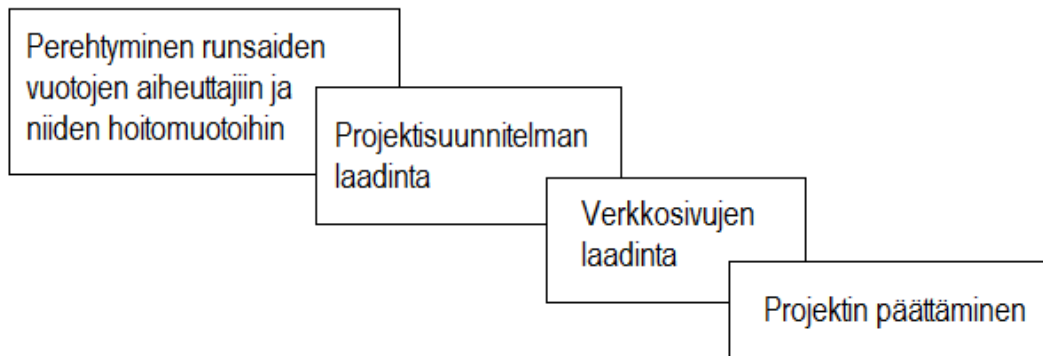 Perehtyminen runsaiden
vuotojen aiheuttajiin ja
niiden hoitomuotoihin
Projektisuunnitelman
laadinta
Verkkosivujen
laadinta
Projektin päättäminen